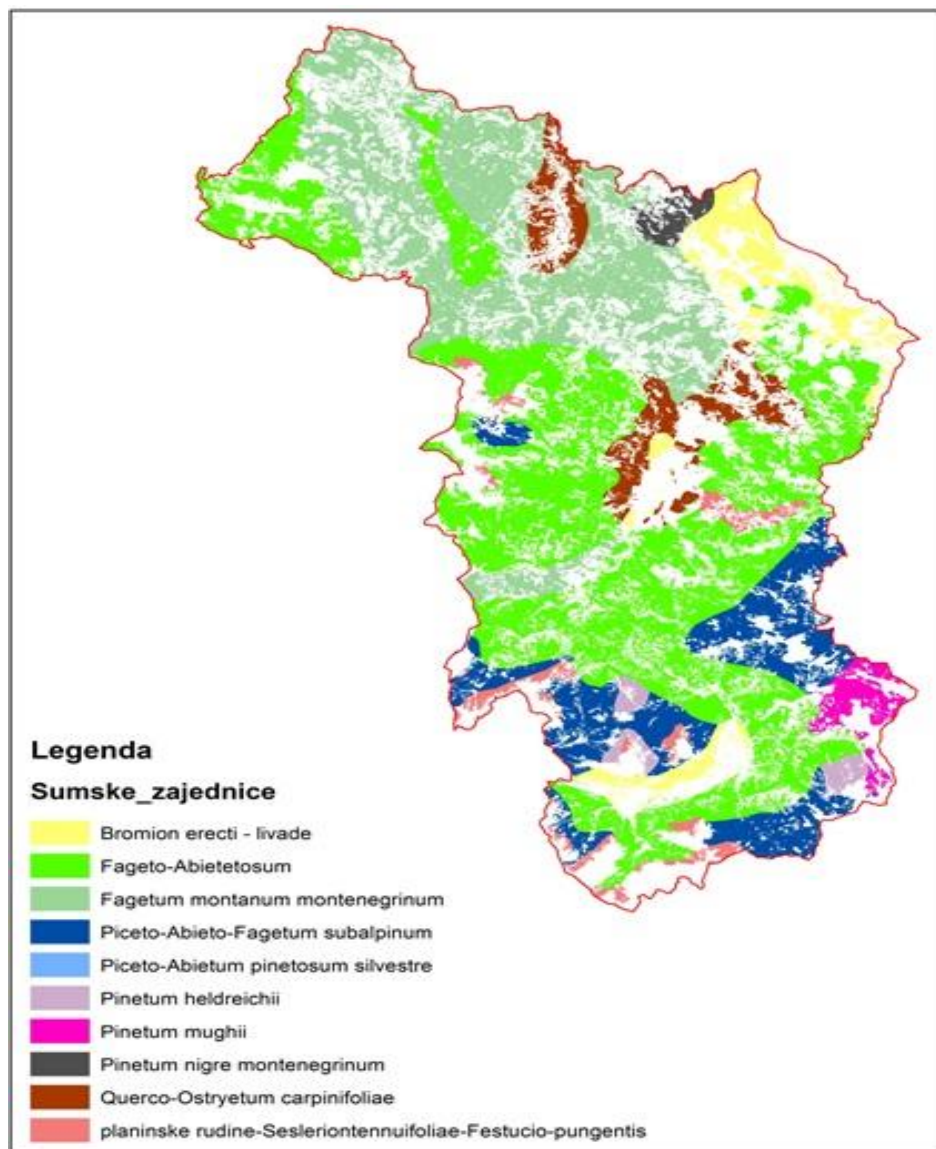 Legenda
Sumske_zajednice
Bromion erecti - livade
Fageto-Abietetosum
Fagetum montanum montenegrinum
Piceto-Abieto-Fagetum subalpinum
Piceto-Abietum pinetosum silvestre
Pinetum heldreichii
Pinetum mughii
Pinetum nigre montenegrinum
Querco-Ostryetum carpinifoliae
planinske rudine-Sesleriontennuifoliae-Festucio-pungentis